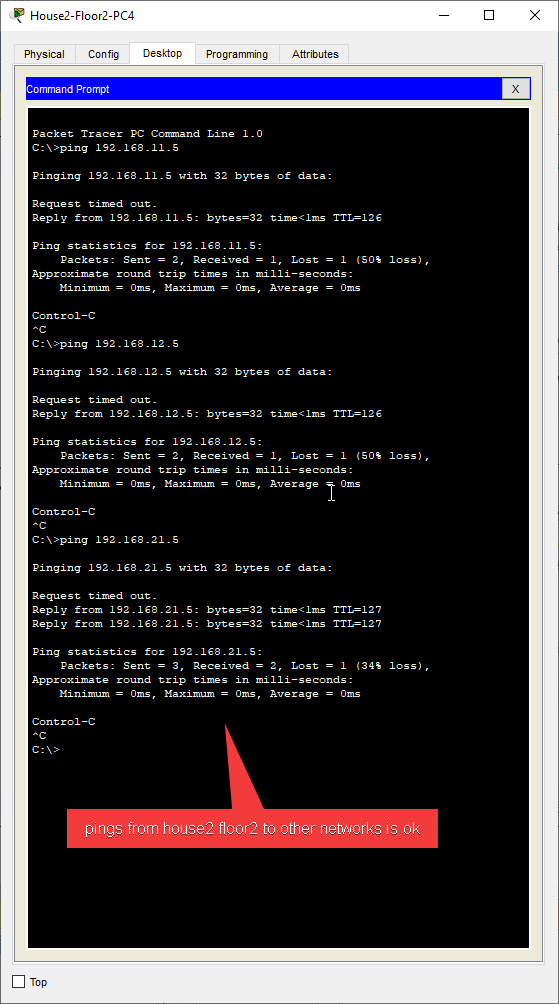 House2-Floor2-PC4
Physical Config Desktop Programming Attributes
Command Prompt X
Packet Tracer PC Command Line 1.0
C:\>ping 192.168.11.5
Pinging 192.168.11.5 with 32 bytes of data:
Request timed out.
Reply from 192.168.11.5: bytes=32 time<1ms TTL=126
Ping statistics for 192.168.11.5:
Packets: Sent = 2, Received = 1, Lost = 1 (50% loss),
Approximate round trip times in milli-seconds:
Minimum = 0ms, Maximum = 0ms, Average = 0ms
Control-C
^C
C:\>ping 192.168.12.5
Pinging 192.168.12.5 with 32 bytes of data:
Request timed out.
Reply from 192.168.12.5: bytes=32 time<1ms TTL=126
Ping statistics for 192.168.12.5:
Packets: Sent = 2, Received = 1, Lost = 1 (50% loss),
Approximate round trip times in milli-seconds:
Minimum = 0ms, Maximum = 0ms, Average = 0ms
Control-C
^C
C:\>ping 192.168.21.5
Pinging 192.168.21.5 with 32 bytes of data:
Request timed out.
Reply from 192.168.21.5: bytes=32 time<1ms TTL=127
Reply from 192.168.21.5: bytes=32 time<1ms TTL=127
Ping statistics for 192.168.21.5:
Packets: Sent = 3, Received = 2, Lost = 1 (34% loss),
Approximate round trip times in milli-seconds:
Minimum = 0ms, Maximum = 0ms, Average = 0ms
Control-C
^C
C:\>
pings from house2 floor2 to other networks is ok
Top